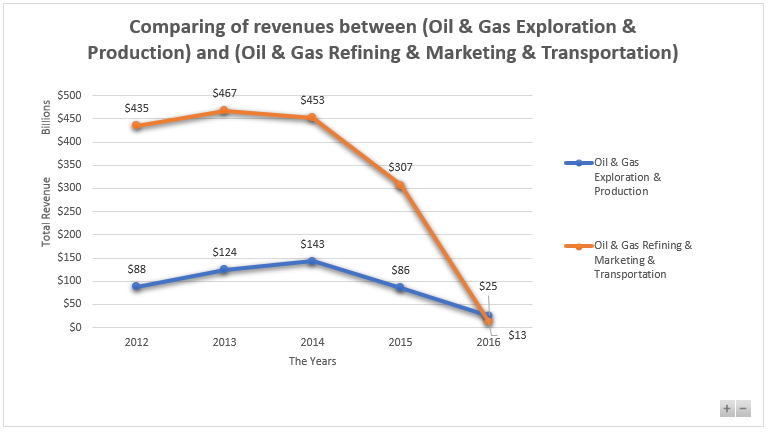 Comparing of revenues between (Oil & Gas Exploration &
Production) and (Oil & Gas Refining & Marketing & Transportation)
Total Revenue
Billions
$500
$450
$400
$350
$300
$250
$200
$150
$100
$50
$0
$435
$467
$453
$307
$13
$88
$124
$143
$86
$25
2012
2013
2014
2015
2016
The Years
Oil & Gas
Exploration &
Production
Oil & Gas Refining &
Marketing &
Transportation
+
−